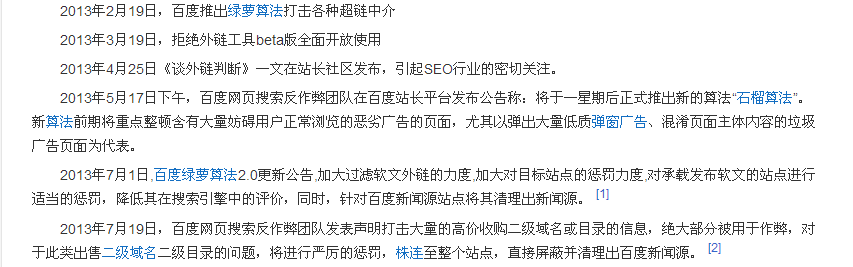 2013年2月19日，百度推出绿萝算法打击各种超链中介
2013年3月19日，拒绝外链工具beta版全面开放使用
2013年4月25日《谈外链判断》一文在站长社区发布，引起SEO行业的密切关注。
2013年5月17日下午，百度网页搜索反作弊团队在百度站长平台发布公告称：将于一星期后正式推出新的算法“石榴算法”。
新算法前期将重点整顿含有大量妨碍用户正常浏览的恶劣广告的页面，尤其以弹出大量低质弹窗广告、混淆页面主体内容的垃圾
广告页面为代表。
2013年7月1日,百度绿萝算法2.0更新公告,加大过滤软文外链的力度,加大对目标站点的惩罚力度,对承载发布软文的站点进行
适当的惩罚，降低其在搜索引擎中的评价，同时，针对百度新闻源站点将其清理出新闻源。 [1]
2013年7月19日，百度网页搜索反作弊团队发表声明打击大量的高价收购二级域名或目录的信息，绝大部分被用于作弊，对
于此类出售二级域名二级目录的问题，将进行严厉的惩罚，株连至整个站点，直接屏蔽并清理出百度新闻源。 [2]